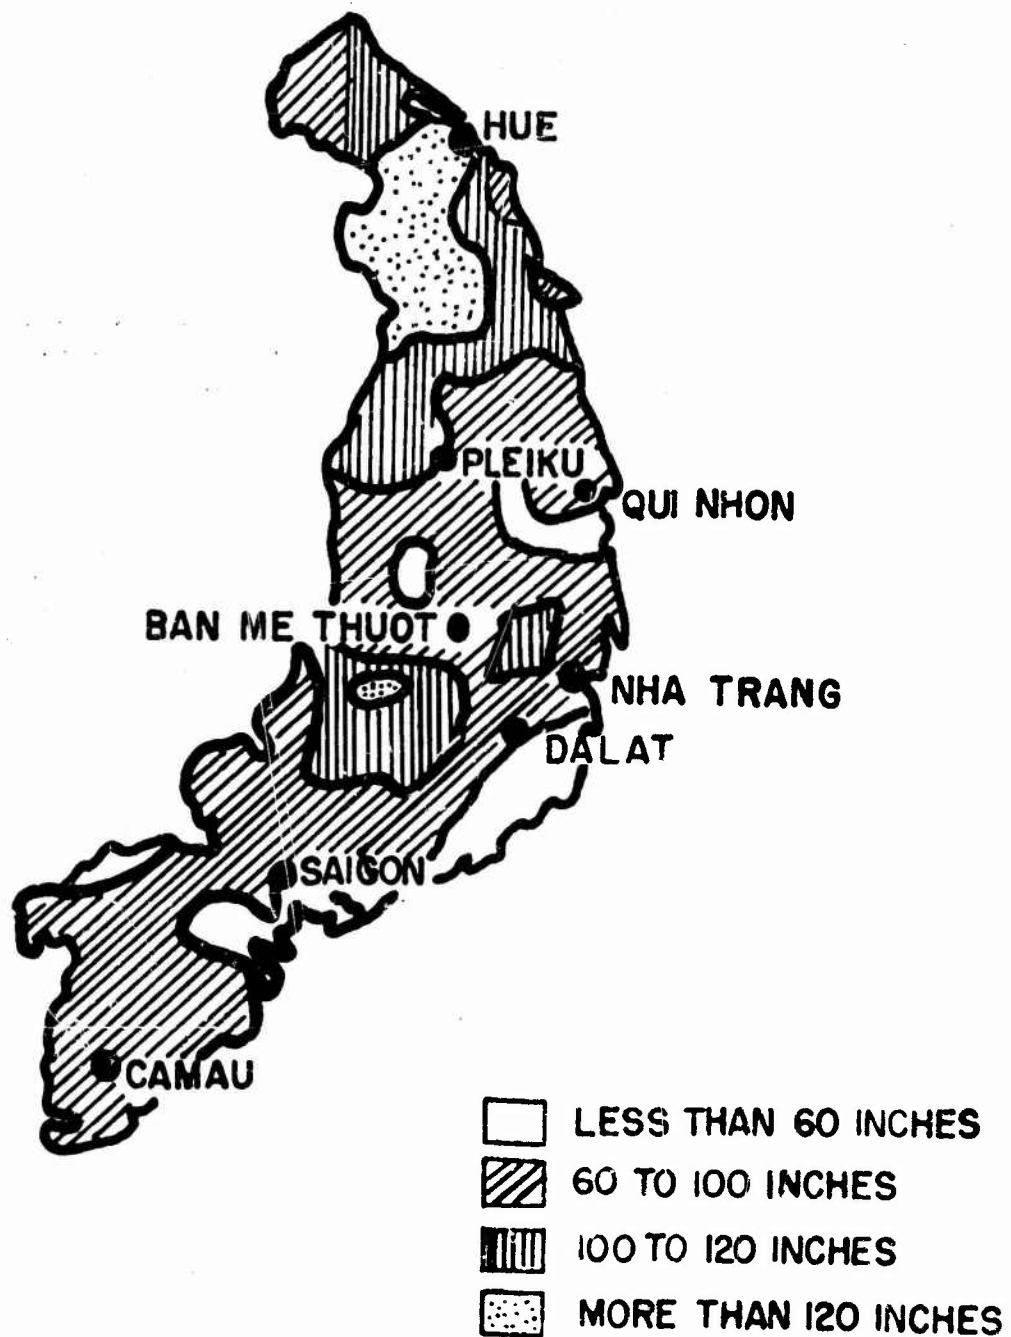 HUE
PLEIKU
QUI NHON
BAN ME THUOT
NHA TRANG
DALAT
SAIGON
CAMAU
LESS THAN 60 INCHES
60 TO 100 INCHES
100 TO 120 INCHES
MORE THAN 120 INCHES